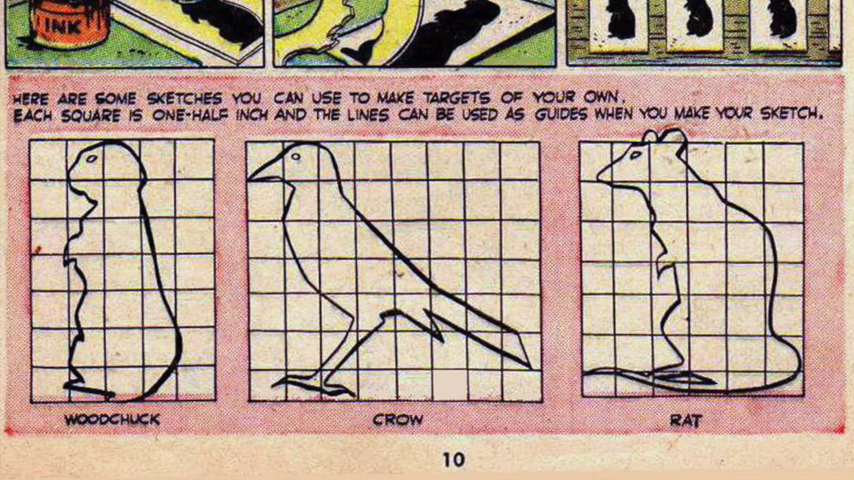 INK
HERE ARE SOME SKETCHES YOU CAN USE TO MAKE TARGETS OF YOUR OWN.
EACH SQUARE IS ONE-HALF INCH AND THE LINES CAN BE USED AS GUIDES WHEN YOU MAKE YOUR SKETCH.
WOODCHUCK CROW RAT
10